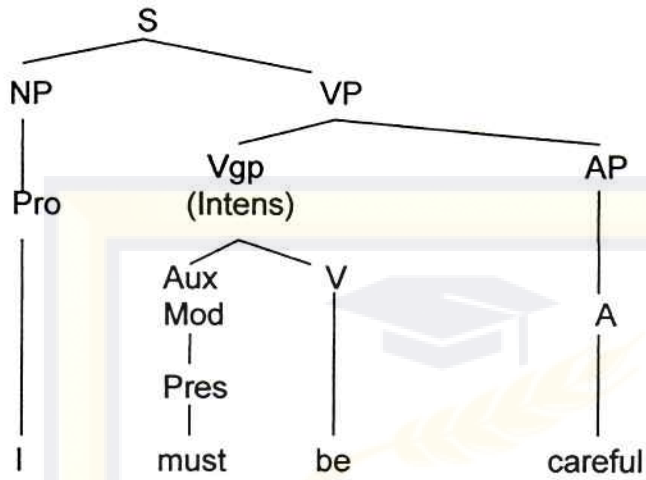 S
NP VP
Vgp AP
Pro (Intens)
Aux V
Mod A
Pres
I must be careful